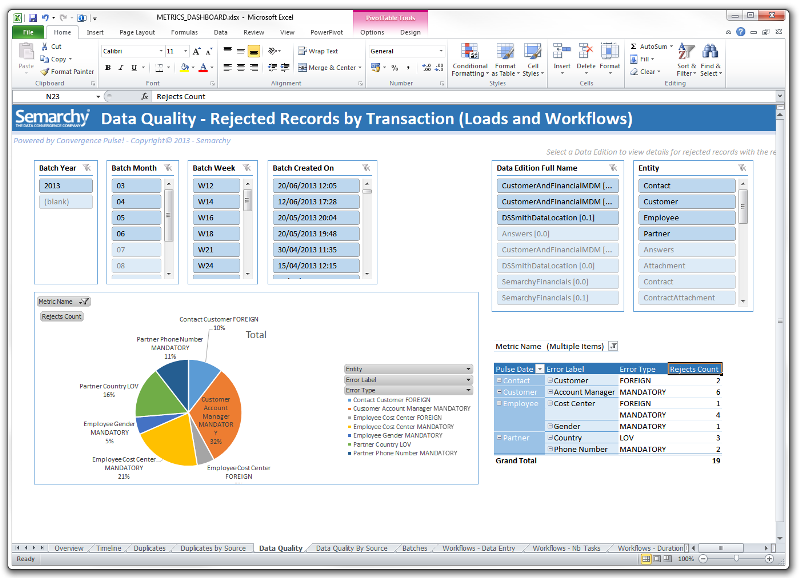 METRICS_DASHBOARD.xlsx - Microsoft Excel
PivotTable Tools
File Home Insert Page Layout Formulas Data Review View PowerPivot Options Design
Paste
Cut
Copy
Format Painter
Clipboard
Calibri 11
B I U
Font
Wrap Text
Merge & Center
Alignment
General
Number
Conditional Formatting
Format as Table
Cell Styles
Styles
Insert Delete Format
Cells
AutoSum
Fill
Clear
Sort & Filter
Find & Select
Editing
N23 fx Rejects Count
Semarchy
THE DATA CONVERGENCE COMPANY
Data Quality - Rejected Records by Transaction (Loads and Workflows)
Powered by Convergence Pulse! - Copyright© 2013 - Semarchy
Select a Data Edition to view details for rejected records with the re
Batch Year
2013
(blank)
Batch Month
03
04
05
06
07
08
Batch Week
W12
W14
W16
W18
W21
W24
Batch Created On
20/06/2013 12:05
12/06/2013 17:28
20/05/2013 20:04
20/05/2013 19:48
30/04/2013 11:35
15/04/2013 12:15
Data Edition Full Name
CustomerAndFinancialMDM [...
CustomerAndFinancialMDM [...
DSSmithDataLocation [0.1]
Answers [0.0]
CustomerAndFinancialMDM [...
DSSmithDataLocation [0.0]
SemarchyFinancials [0.0]
SemarchyFinancials [0.1]
Entity
Contact
Customer
Employee
Partner
Answers
Attachment
Contract
ContractAttachment
Metric Name
Rejects Count
Total
Contact Customer FOREIGN
10%
Partner Phone Number
MANDATORY
11%
Partner Country LOV
16%
Customer
Account
Manager
MANDATOR
Y
32%
Employee Gender
MANDATORY
5%
Employee Cost Center
MANDATORY
21%
Employee Cost Center
FOREIGN
Entity
Error Label
Error Type
Contact Customer FOREIGN
Customer Account Manager MANDATORY
Employee Cost Center FOREIGN
Employee Cost Center MANDATORY
Employee Gender MANDATORY
Partner Country LOV
Partner Phone Number MANDATORY
Metric Name (Multiple Items)
Pulse Date Error Label Error Type Rejects Count
Contact Customer FOREIGN 2
Customer Account Manager MANDATORY 6
Employee Cost Center FOREIGN 1
MANDATORY 4
Gender MANDATORY 1
Partner Country LOV 3
Phone Number MANDATORY 2
Grand Total 19
Overview Timeline Duplicates Duplicates by Source Data Quality Data Quality By Source Batches Workflows - Data Entry Workflows - Nb Tasks Workflows - Duration
Ready 100%